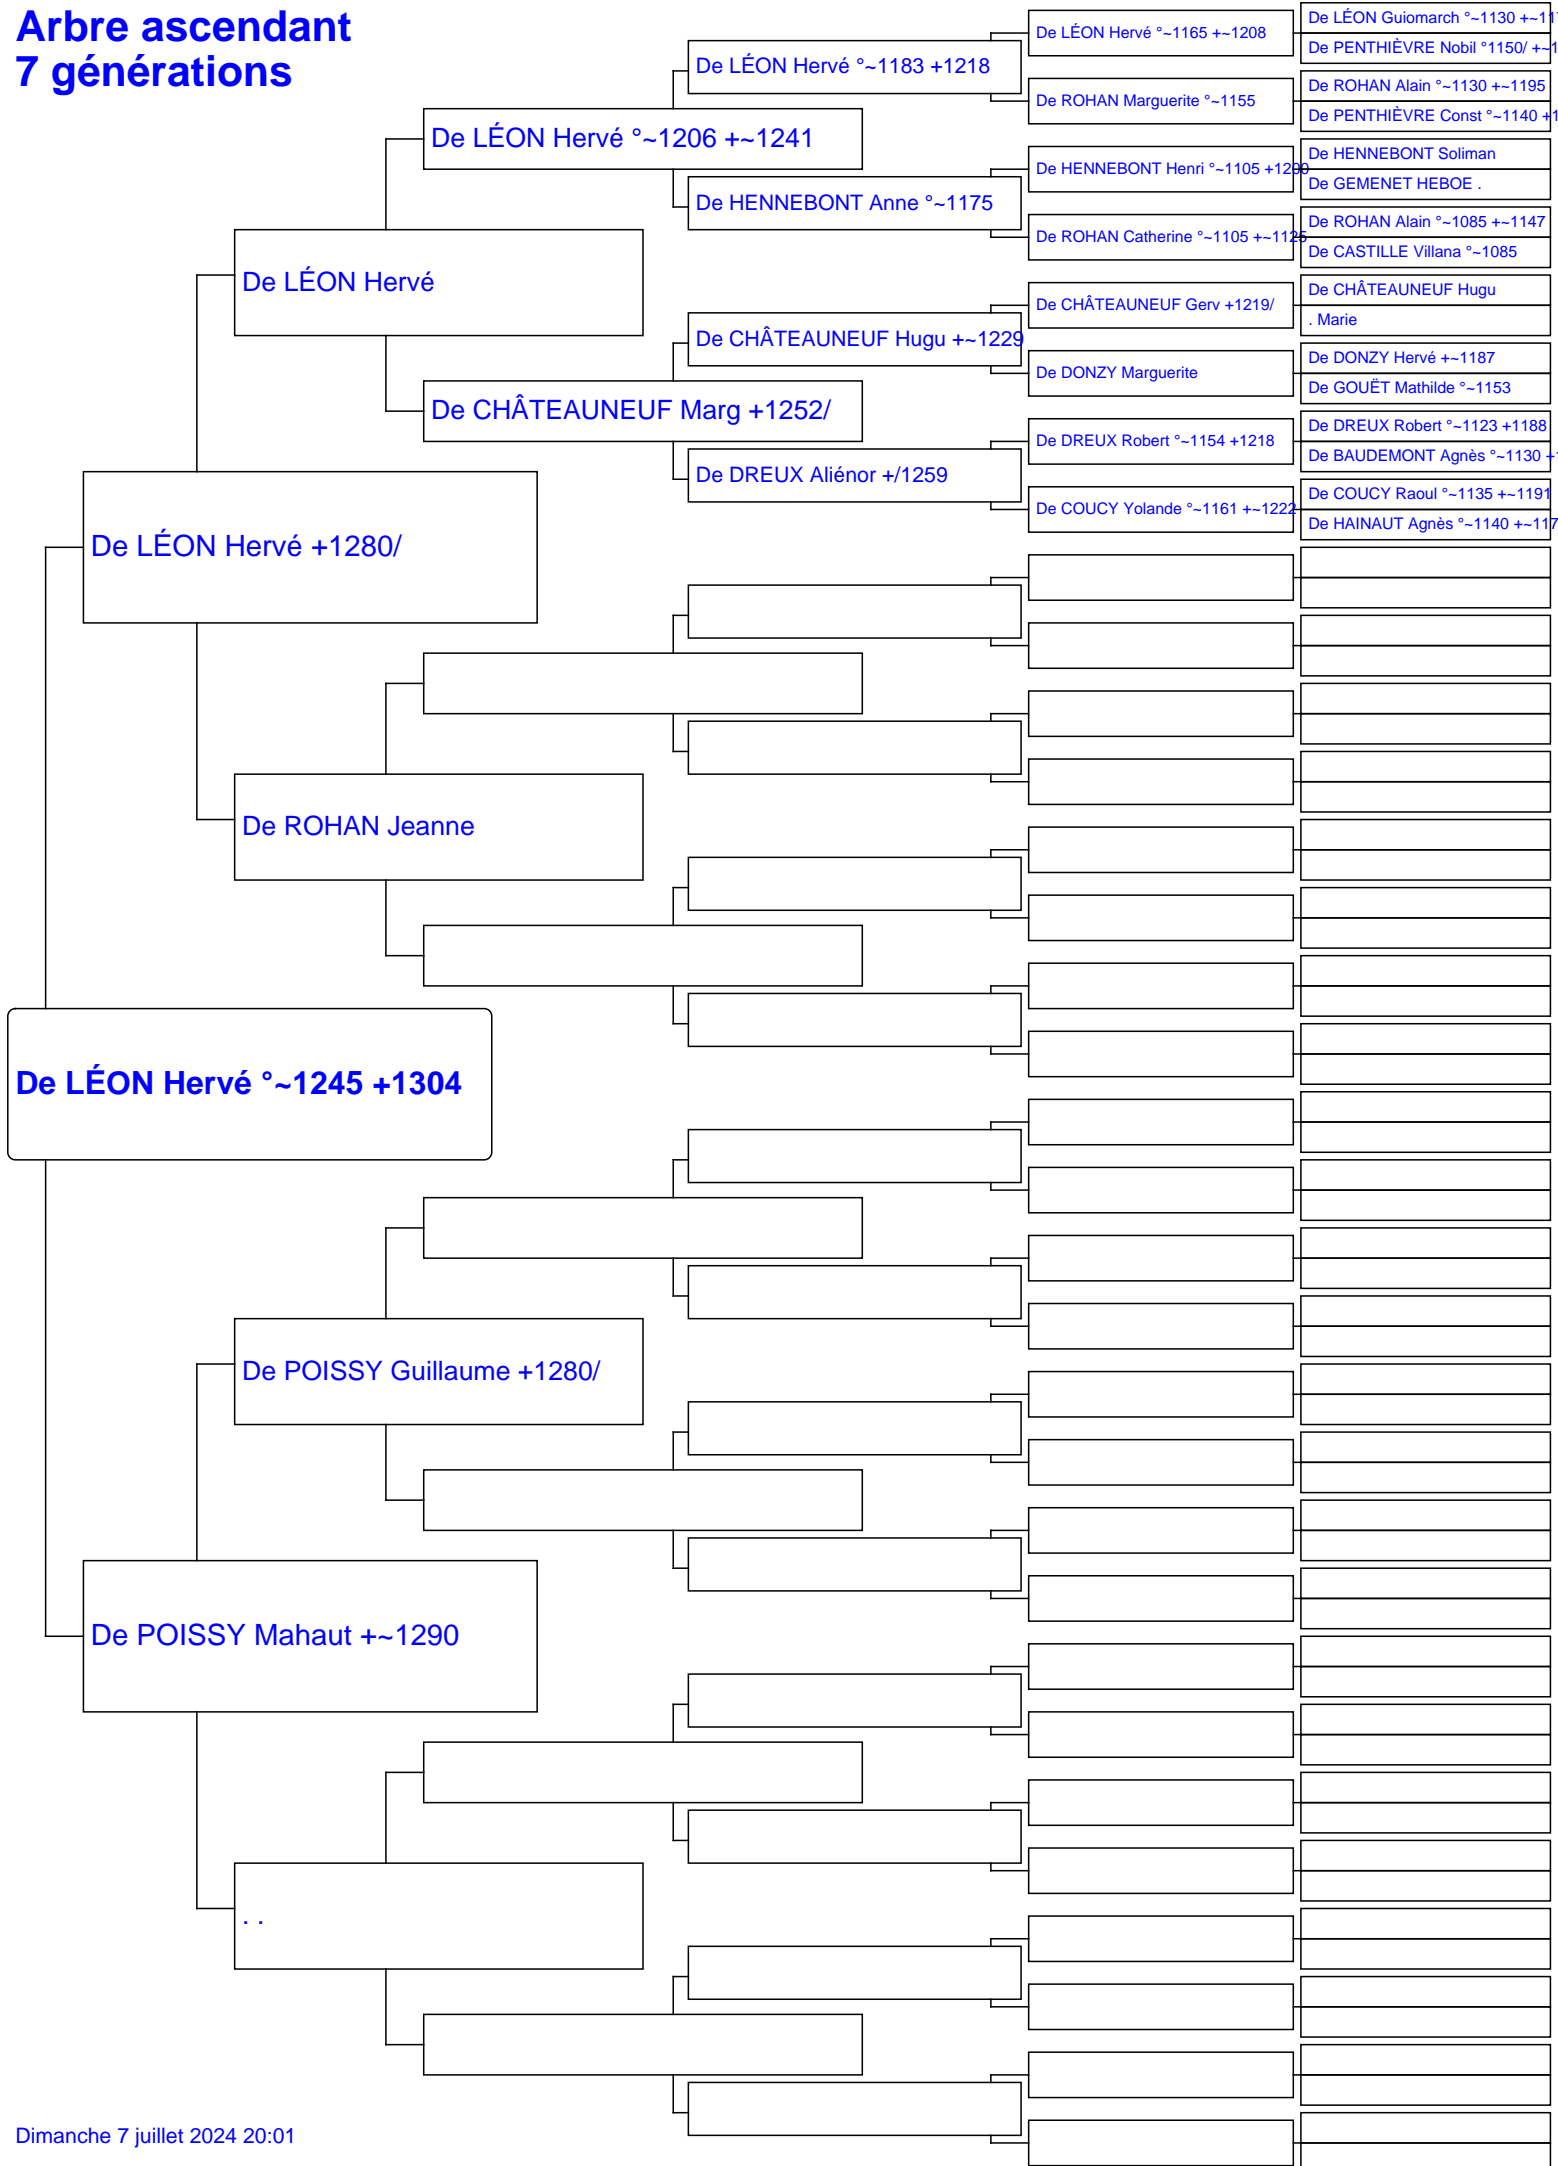 Arbre ascendant
7 générations
De LÉON Guiomarch °~1130 +~11
De LÉON Hervé °~1165 +~1208
De PENTHIÈVRE Nobil °1150/ +~1
De LÉON Hervé °~1183 +1218
De ROHAN Alain °~1130 +~1195
De ROHAN Marguerite °~1155
De PENTHIÈVRE Const °~1140 +1
De LÉON Hervé °~1206 +~1241
De HENNEBONT Soliman
De HENNEBONT Henri °~1105 +1200
De GEMENET HEBOE .
De HENNEBONT Anne °~1175
De ROHAN Alain °~1085 +~1147
De ROHAN Catherine °~1105 +~1125
De CASTILLE Villana °~1085
De LÉON Hervé
De CHÂTEAUNEUF Hugu
De CHÂTEAUNEUF Gerv +1219/
. Marie
De CHÂTEAUNEUF Hugu +~1229
De DONZY Hervé +~1187
De DONZY Marguerite
De GOUËT Mathilde °~1153
De CHÂTEAUNEUF Marg +1252/
De DREUX Robert °~1123 +1188
De DREUX Robert °~1154 +1218
De BAUDEMONT Agnès °~1130 +1
De DREUX Aliénor +/1259
De COUCY Raoul °~1135 +~1191
De COUCY Yolande °~1161 +~1222
De HAINAUT Agnès °~1140 +~117
De LÉON Hervé +1280/
De ROHAN Jeanne
De LÉON Hervé °~1245 +1304
De POISSY Guillaume +1280/
De POISSY Mahaut +~1290
. .
Dimanche 7 juillet 2024 20:01